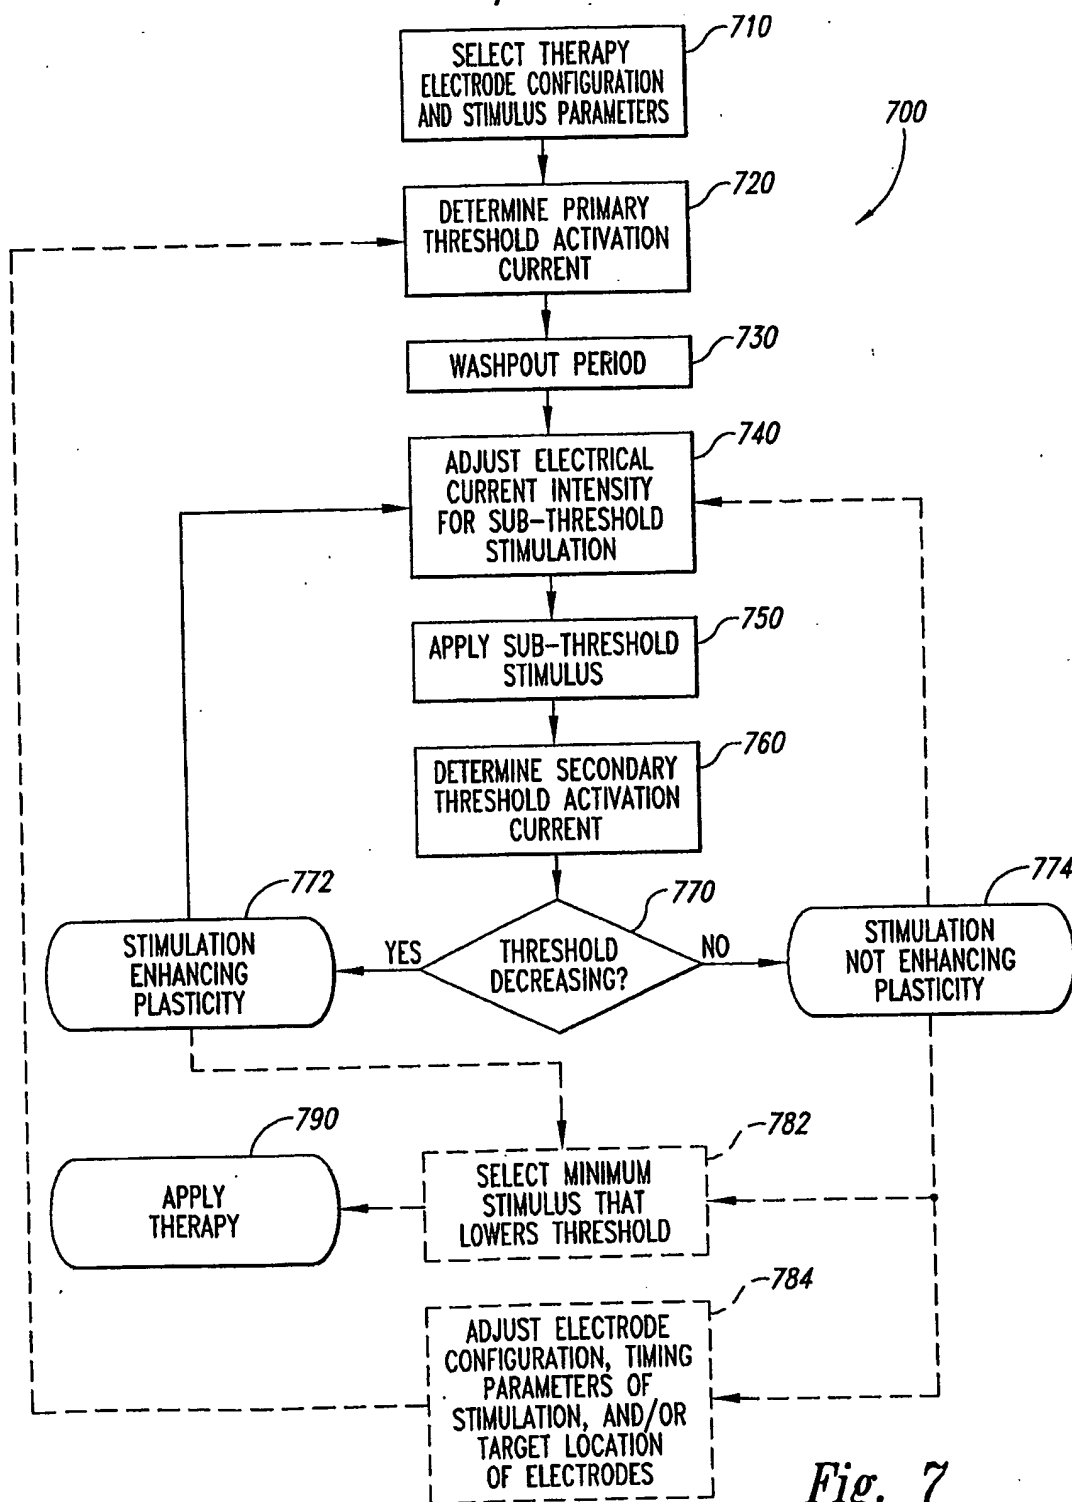 710
SELECT THERAPY
ELECTRODE CONFIGURATION
AND STIMULUS PARAMETERS
700
720
DETERMINE PRIMARY
THRESHOLD ACTIVATION
CURRENT
730
WASHPOUT PERIOD
740
ADJUST ELECTRICAL
CURRENT INTENSITY
FOR SUB-THRESHOLD
STIMULATION
750
APPLY SUB-THRESHOLD
STIMULUS
760
DETERMINE SECONDARY
THRESHOLD ACTIVATION
CURRENT
772
STIMULATION
ENHANCING
PLASTICITY
YES
770
THRESHOLD
DECREASING?
NO
774
STIMULATION
NOT ENHANCING
PLASTICITY
790
APPLY
THERAPY
782
SELECT MINIMUM
STIMULUS THAT
LOWERS THRESHOLD
784
ADJUST ELECTRODE
CONFIGURATION, TIMING
PARAMETERS OF
STIMULATION, AND/OR
TARGET LOCATION
OF ELECTRODES
Fig. 7